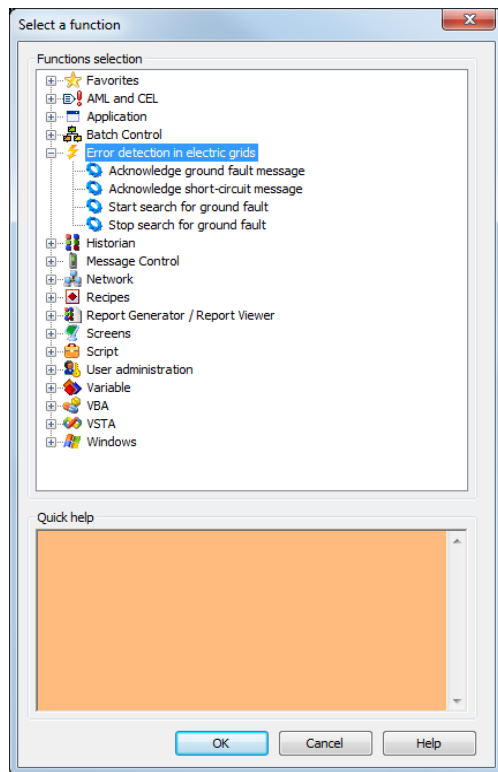 Select a function
Functions selection
Favorites
AML and CEL
Application
Batch Control
Error detection in electric grids
Acknowledge ground fault message
Acknowledge short-circuit message
Start search for ground fault
Stop search for ground fault
Historian
Message Control
Network
Recipes
Report Generator / Report Viewer
Screens
Script
User administration
Variable
VBA
VSTA
Windows
Quick help
OK Cancel Help